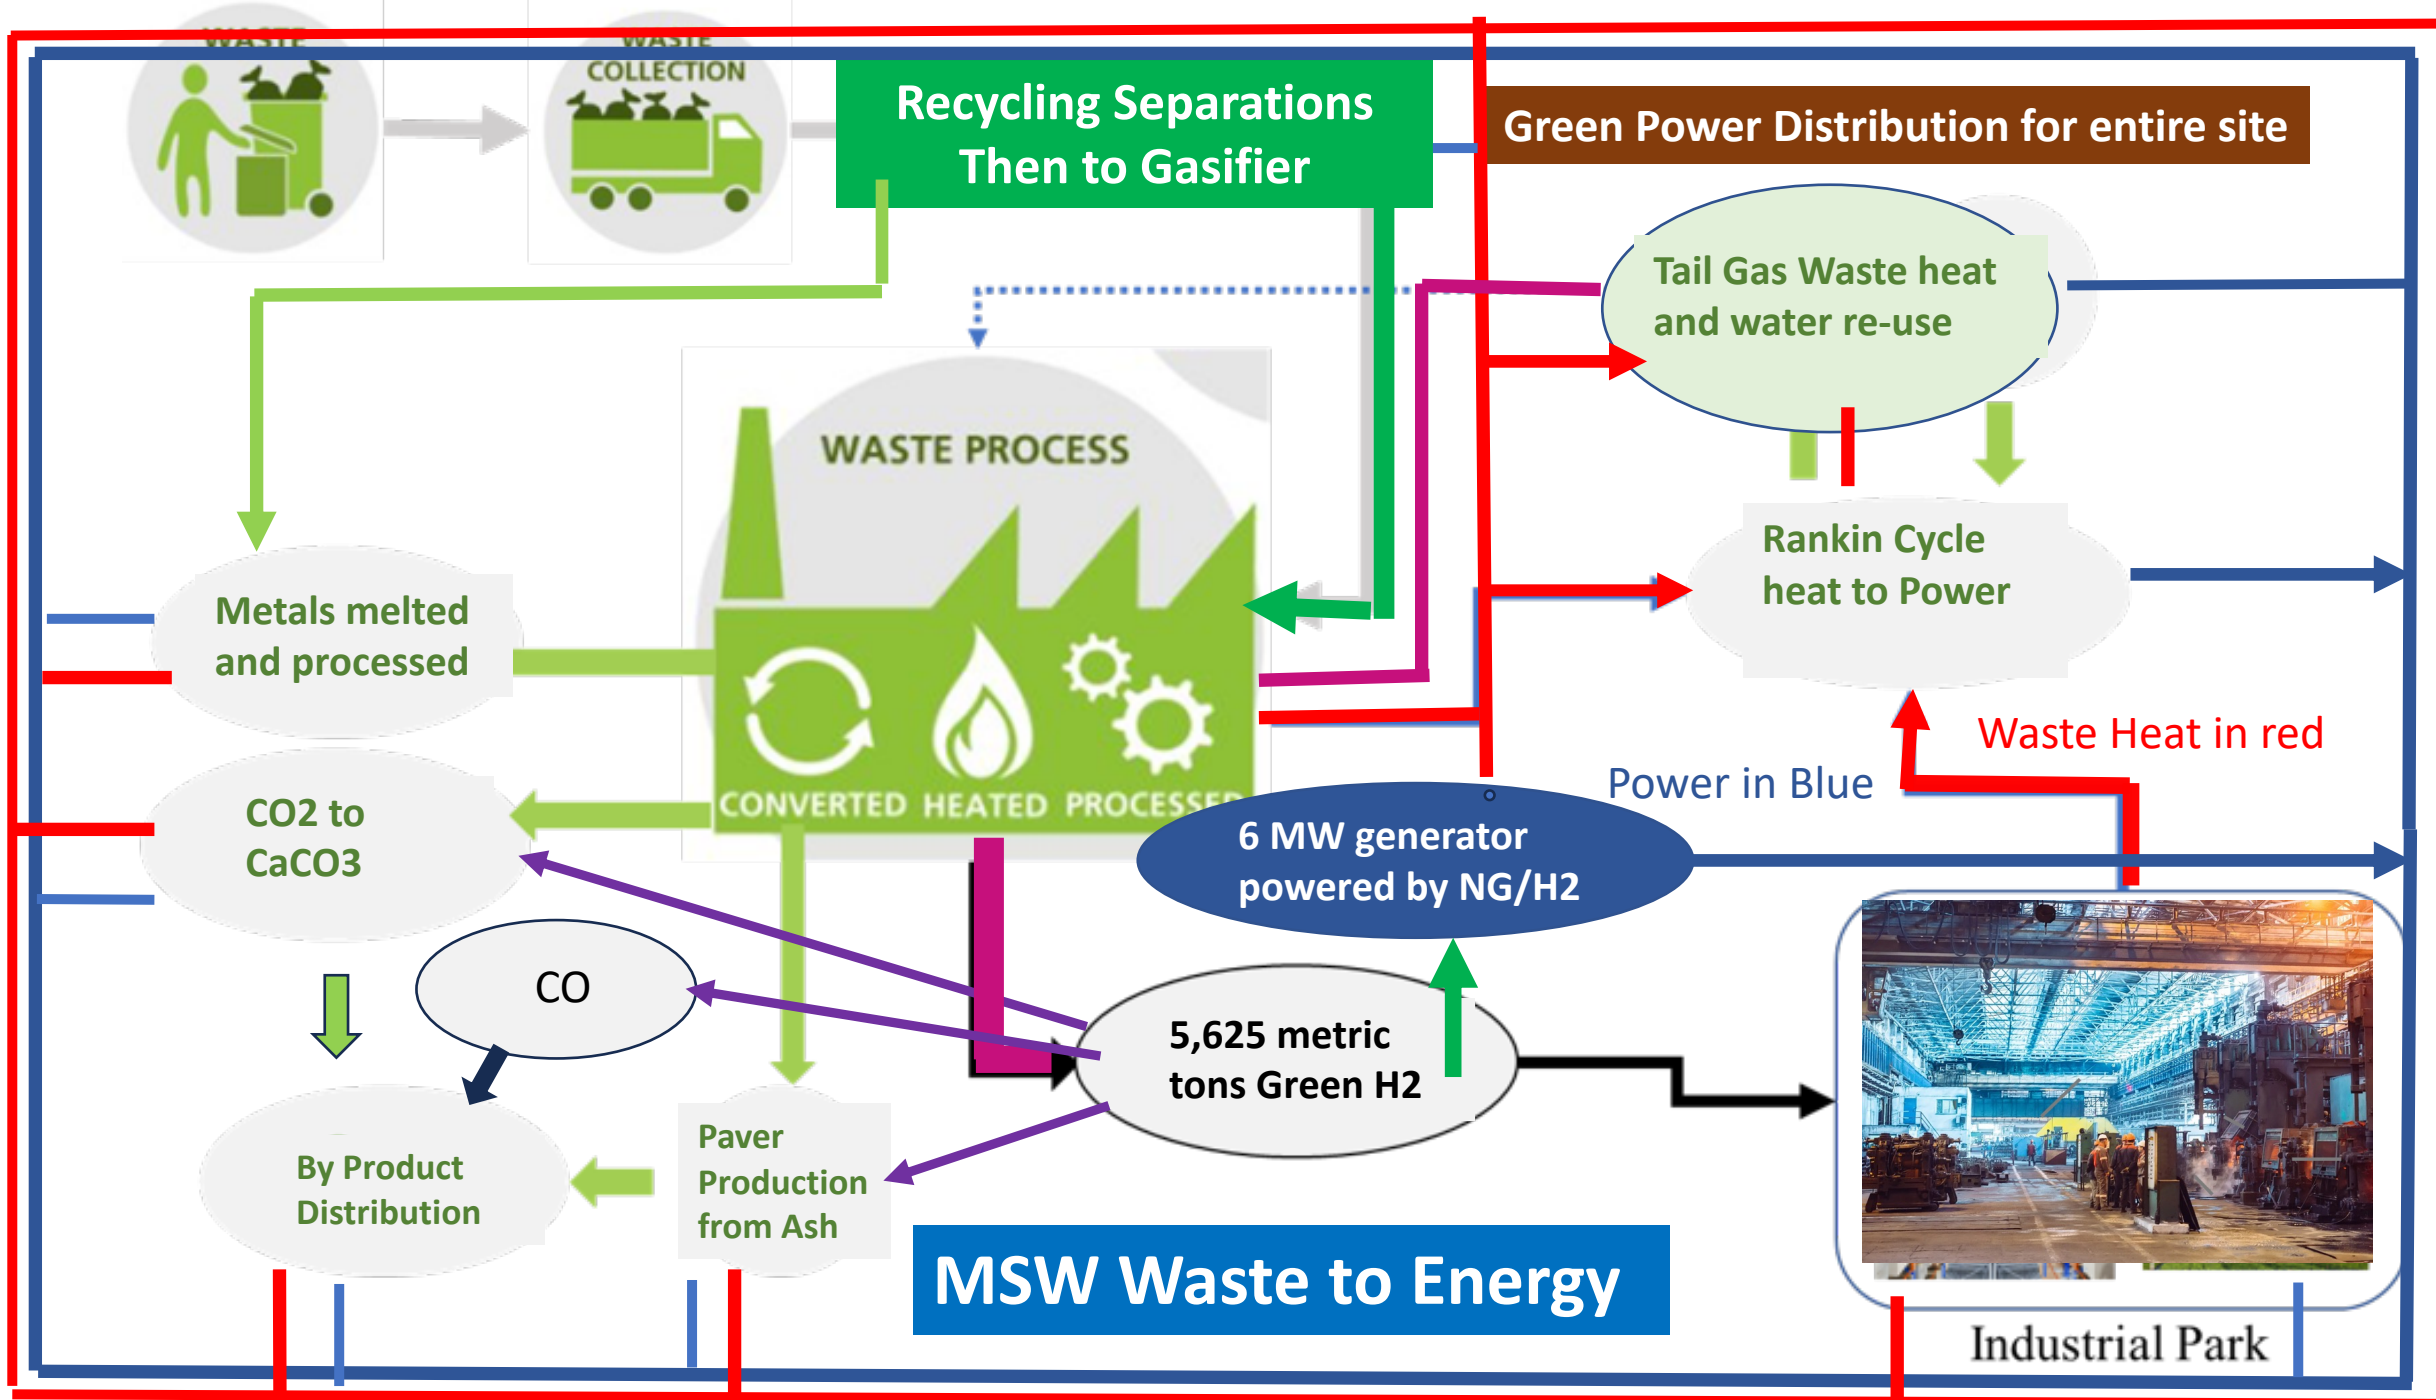 WASTE
WASTE
COLLECTION
Recycling Separations
Then to Gasifier
Green Power Distribution for entire site
Tail Gas Waste heat
and water re-use
WASTE PROCESS
Rankin Cycle
heat to Power
Metals melted
and processed
Waste Heat in red
Power in Blue
CONVERTED HEATED PROCESSED
CO2 to
CaCO3
6 MW generator
powered by NG/H2
CO
5,625 metric
tons Green H2
Paver
Production
from Ash
By Product
Distribution
MSW Waste to Energy
Industrial Park